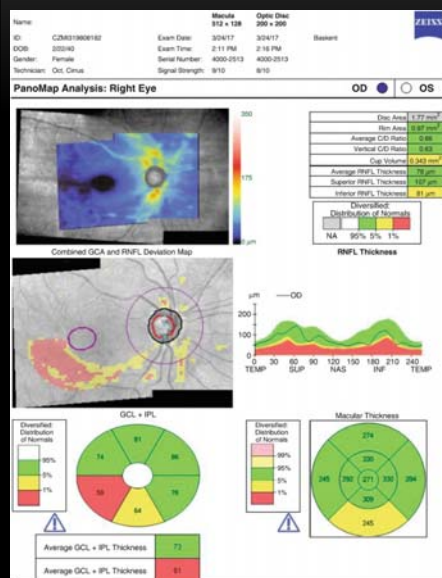 Macula Optic Disc
512 x 128 200 x 200
ZEISS
Name:
ID: CZMI319806182 Exam Date: 3/24/17 3/24/17 Baskent
DOB: 2/22/40 Exam Time: 2:11 PM 2:16 PM
Gender: Female Serial Number: 4000-2513 4000-2513
Technician: Oct, Cirrus Signal Strength: 9/10 8/10
PanoMap Analysis: Right Eye OD OS
350
175
0 μm
Disc Area 1.77 mm²
Rim Area 0.97 mm²
Average C/D Ratio 0.66
Vertical C/D Ratio 0.63
Cup Volume 0.343 mm³
Average RNFL Thickness 78 μm
Superior RNFL Thickness 107 μm
Inferior RNFL Thickness 81 μm
Diversified:
Distribution of Normals
NA 95% 5% 1%
Combined GCA and RNFL Deviation Map
RNFL Thickness
μm OD
200
100
0
0 30 60 90 120 150 180 210 240
TEMP SUP NAS INF TEMP
GCL + IPL
Macular Thickness
Diversified:
Distribution
of Normals
95%
5%
1%
81
74 86
76
64
Diversified:
Distribution
of Normals
99%
95%
5%
1%
274
330
245 271 330 294
309
245
Average GCL + IPL Thickness 73
Average GCL + IPL Thickness 51